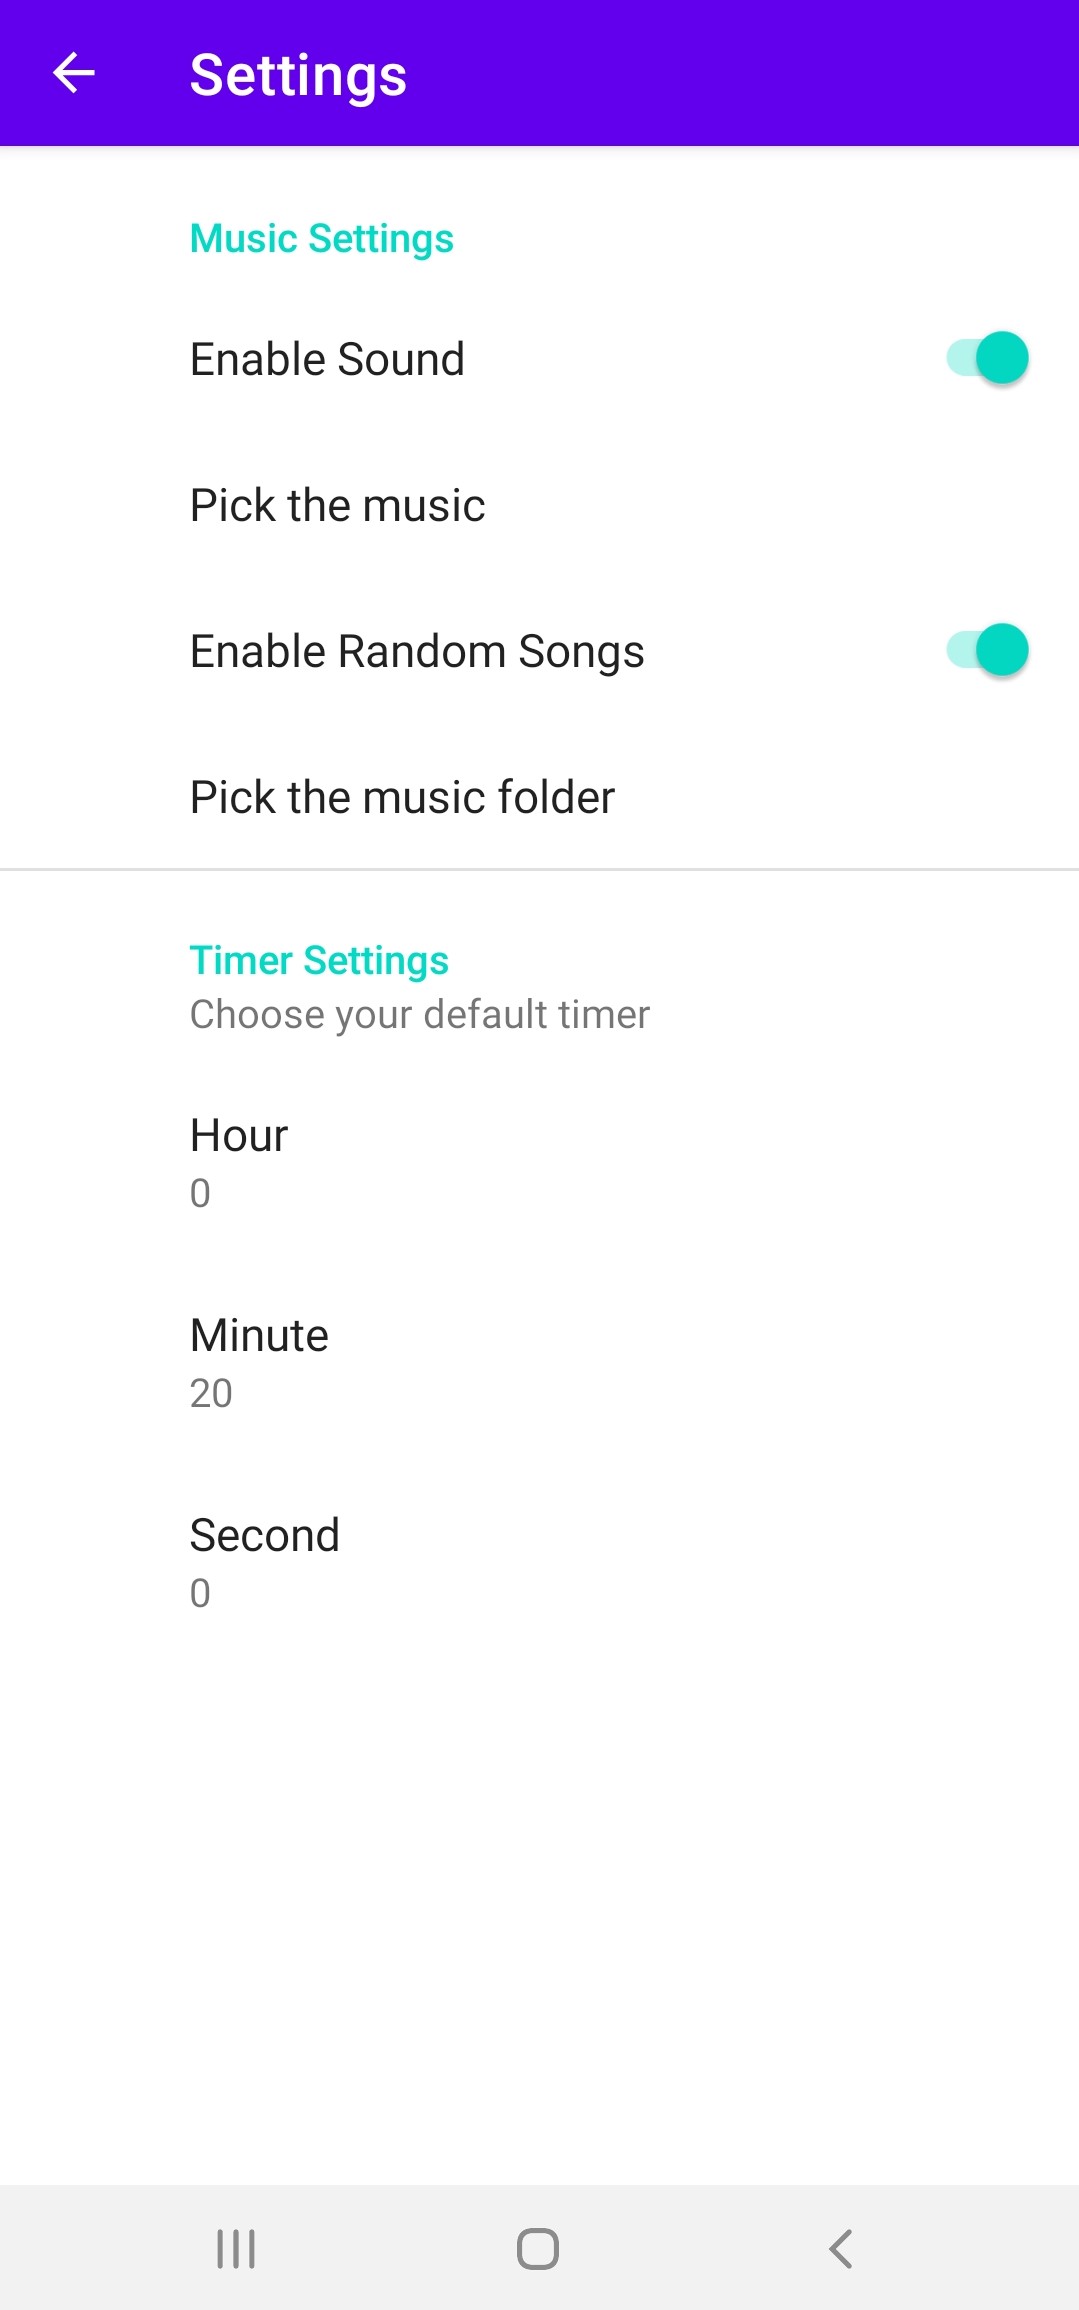 Settings
Music Settings
Enable Sound
Pick the music
Enable Random Songs
Pick the music folder
Timer Settings
Choose your default timer
Hour
0
Minute
20
Second
0